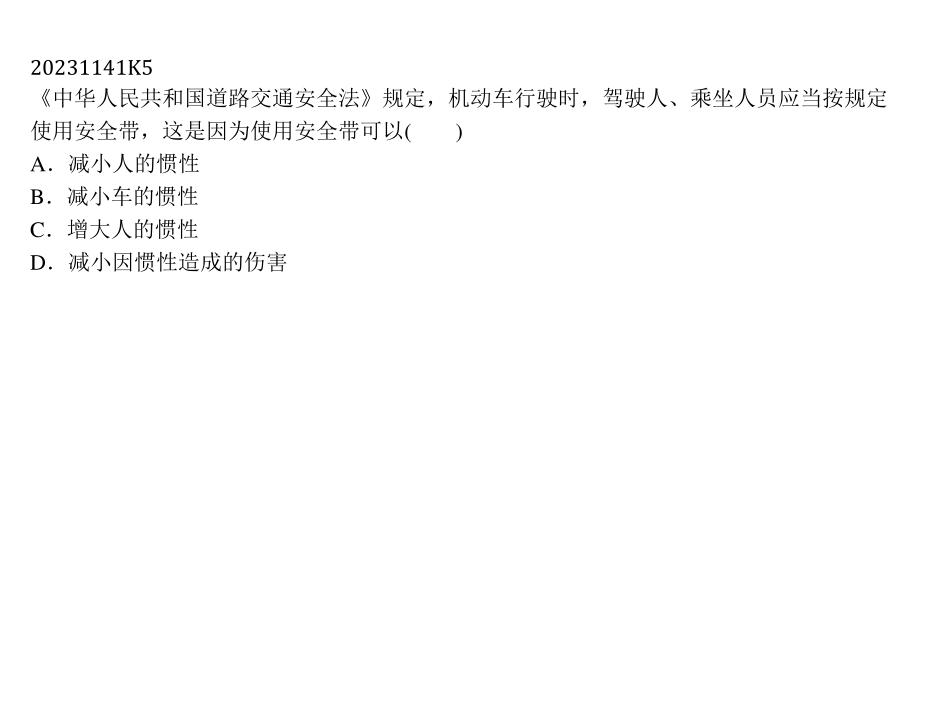 20231141K5
《中华人民共和国道路交通安全法》规定，机动车行驶时，驾驶人、乘坐人员应当按规定
使用安全带，这是因为使用安全带可以(　　)
A．减小人的惯性
B．减小车的惯性
C．增大人的惯性
D．减小因惯性造成的伤害